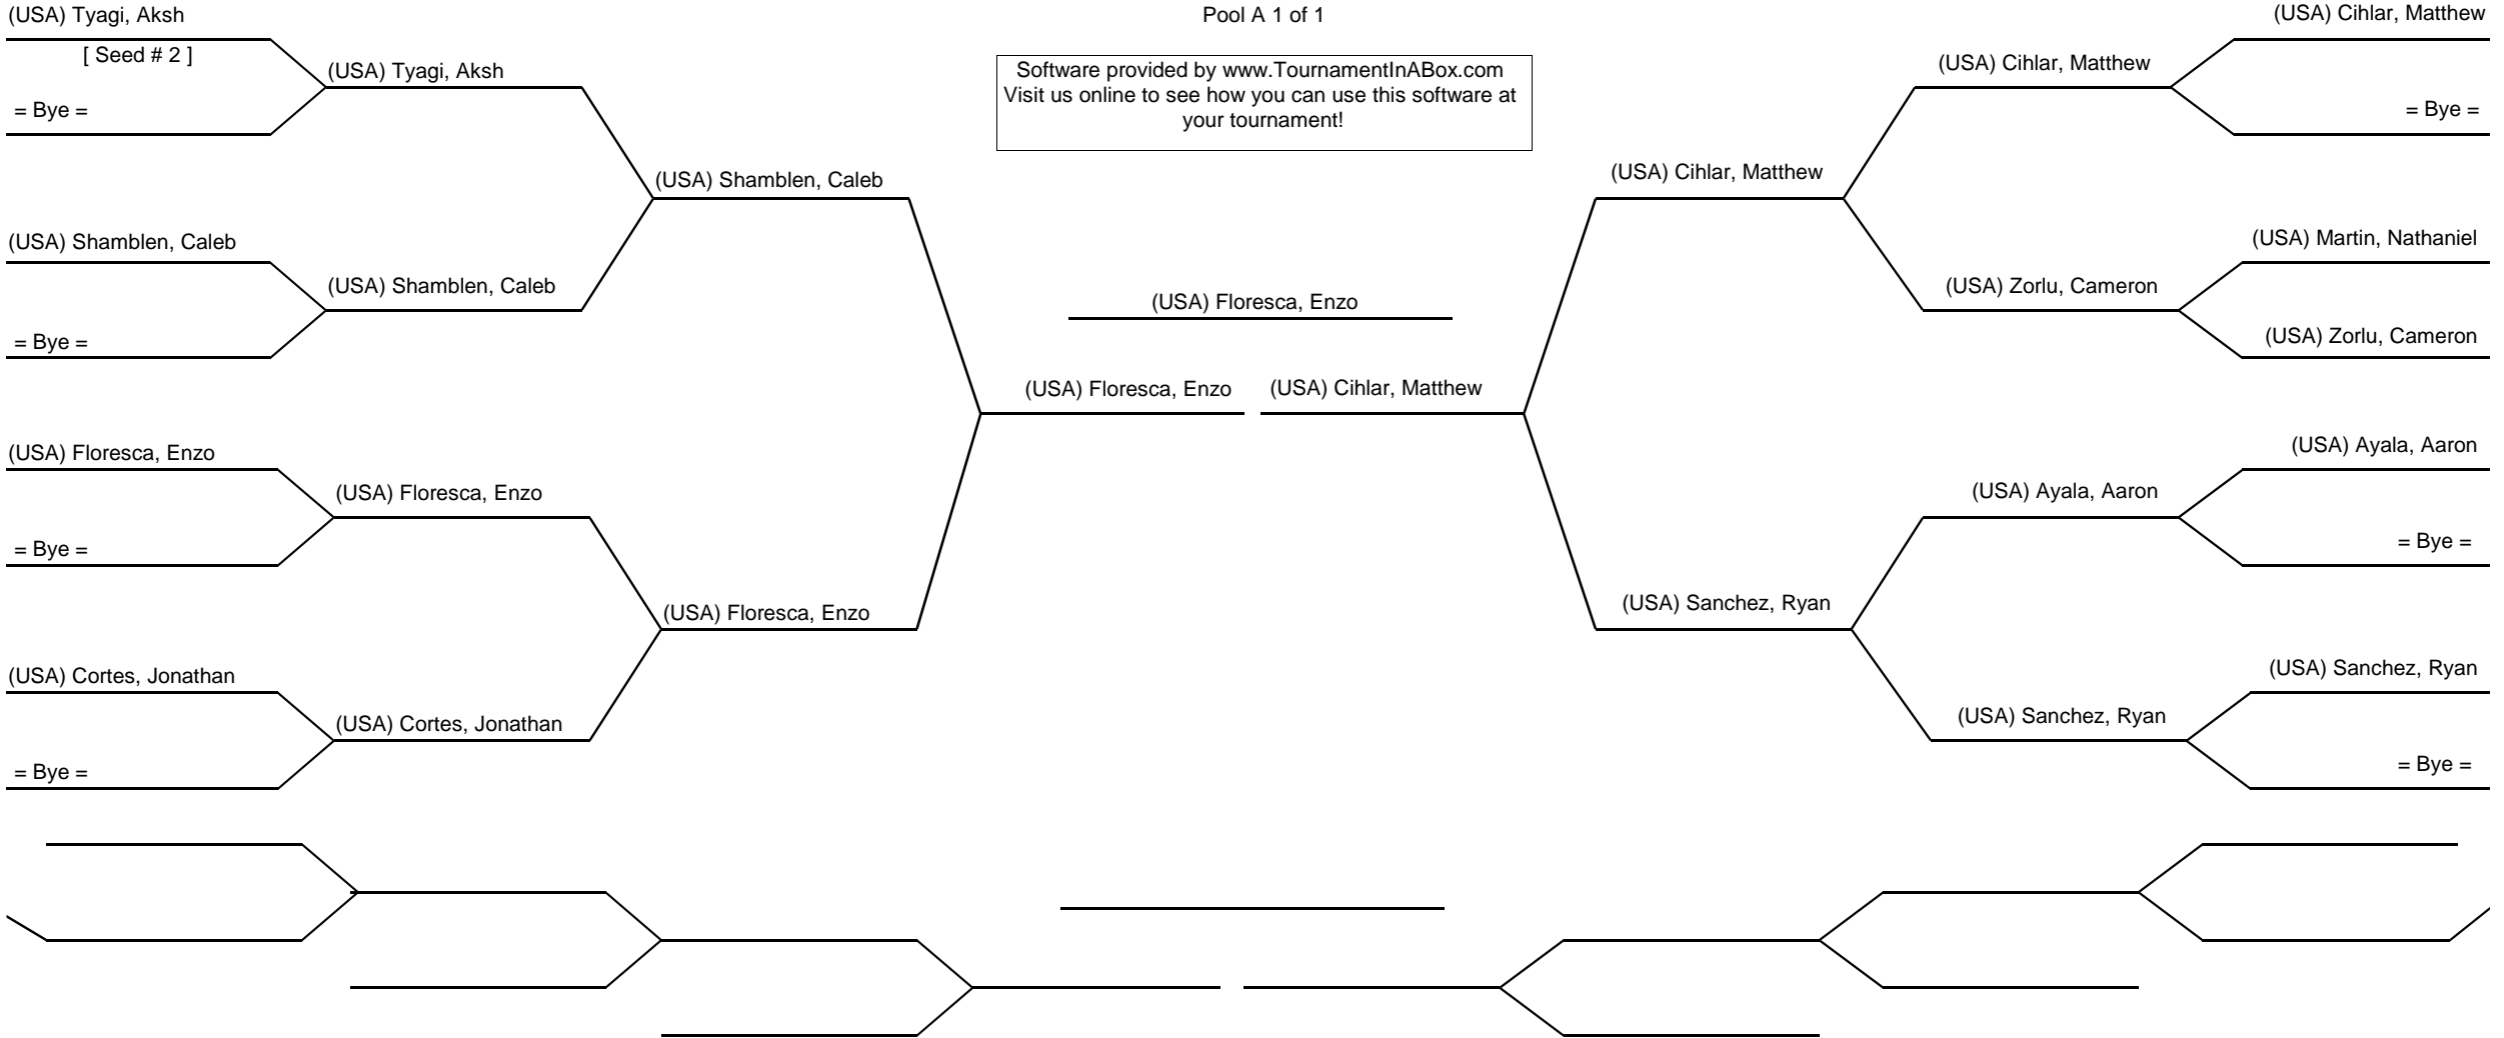 (USA) Tyagi, Aksh
[ Seed # 2 ]
= Bye =
(USA) Shamblen, Caleb
= Bye =
(USA) Floresca, Enzo
= Bye =
(USA) Cortes, Jonathan
= Bye =
(USA) Tyagi, Aksh
(USA) Shamblen, Caleb
(USA) Floresca, Enzo
(USA) Cortes, Jonathan
(USA) Shamblen, Caleb
(USA) Floresca, Enzo
Pool A 1 of 1
Software provided by www.TournamentInABox.com
Visit us online to see how you can use this software at
your tournament!
(USA) Floresca, Enzo
(USA) Floresca, Enzo
(USA) Cihlar, Matthew
(USA) Cihlar, Matthew
(USA) Sanchez, Ryan
(USA) Cihlar, Matthew
(USA) Zorlu, Cameron
(USA) Ayala, Aaron
(USA) Sanchez, Ryan
(USA) Cihlar, Matthew
= Bye =
(USA) Martin, Nathaniel
(USA) Zorlu, Cameron
(USA) Ayala, Aaron
= Bye =
(USA) Sanchez, Ryan
= Bye =